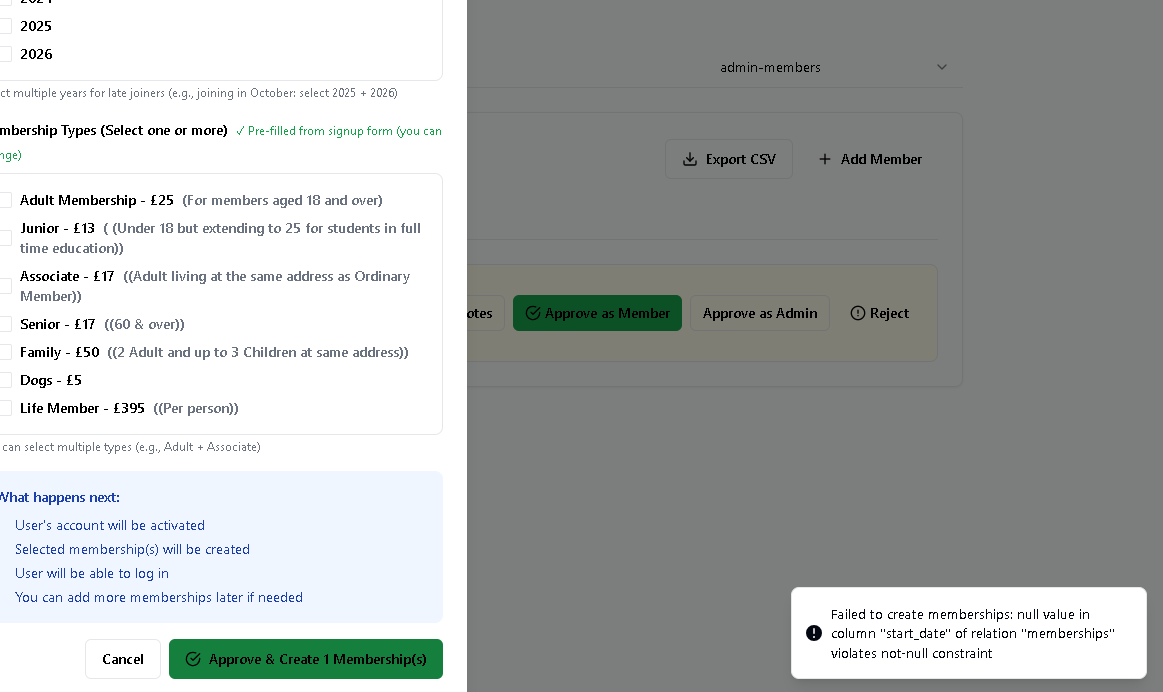 2025
2026
ct multiple years for late joiners (e.g., joining in October: select 2025 + 2026)
mbership Types (Select one or more) ✓ Pre-filled from signup form (you can
nge)
Adult Membership - £25 (For members aged 18 and over)
Junior - £13 ( (Under 18 but extending to 25 for students in full
time education))
Associate - £17 ((Adult living at the same address as Ordinary
Member))
Senior - £17 ((60 & over))
Family - £50 ((2 Adult and up to 3 Children at same address))
Dogs - £5
Life Member - £395 ((Per person))
can select multiple types (e.g., Adult + Associate)
What happens next:
User's account will be activated
Selected membership(s) will be created
User will be able to log in
You can add more memberships later if needed
Cancel
Approve & Create 1 Membership(s)
admin-members
Export CSV
Add Member
otes
Approve as Member
Approve as Admin
Reject
Failed to create memberships: null value in
column "start_date" of relation "memberships"
violates not-null constraint